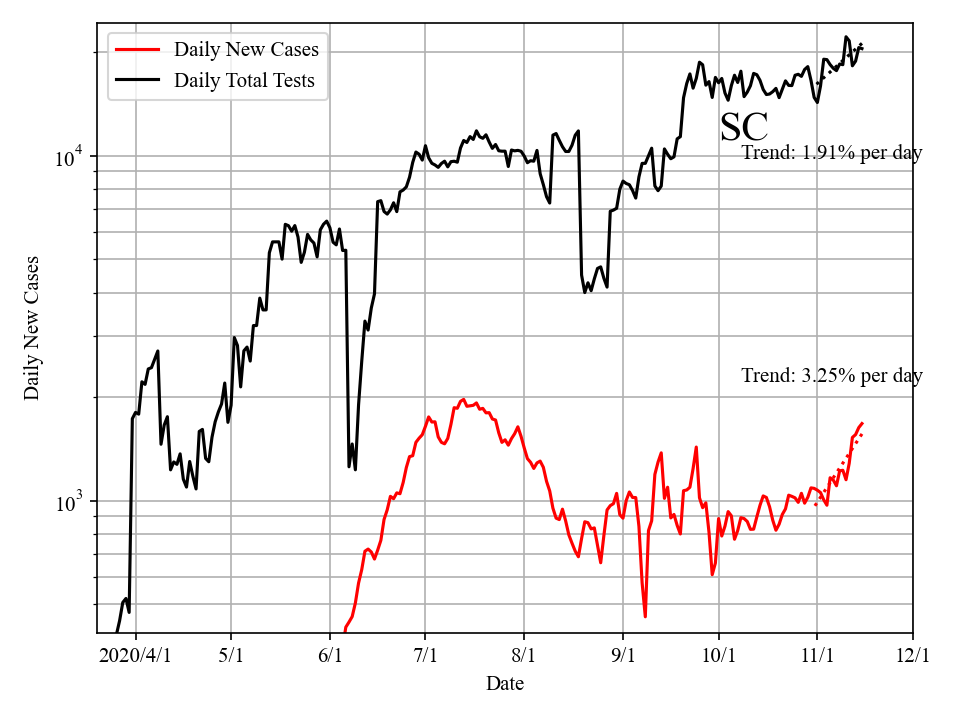 Daily New Cases
Daily Total Tests
SC
Trend: 1.91% per day
Trend: 3.25% per day
10^4
10^3
Daily New Cases
2020/4/1 5/1 6/1 7/1 8/1 9/1 10/1 11/1 12/1
Date